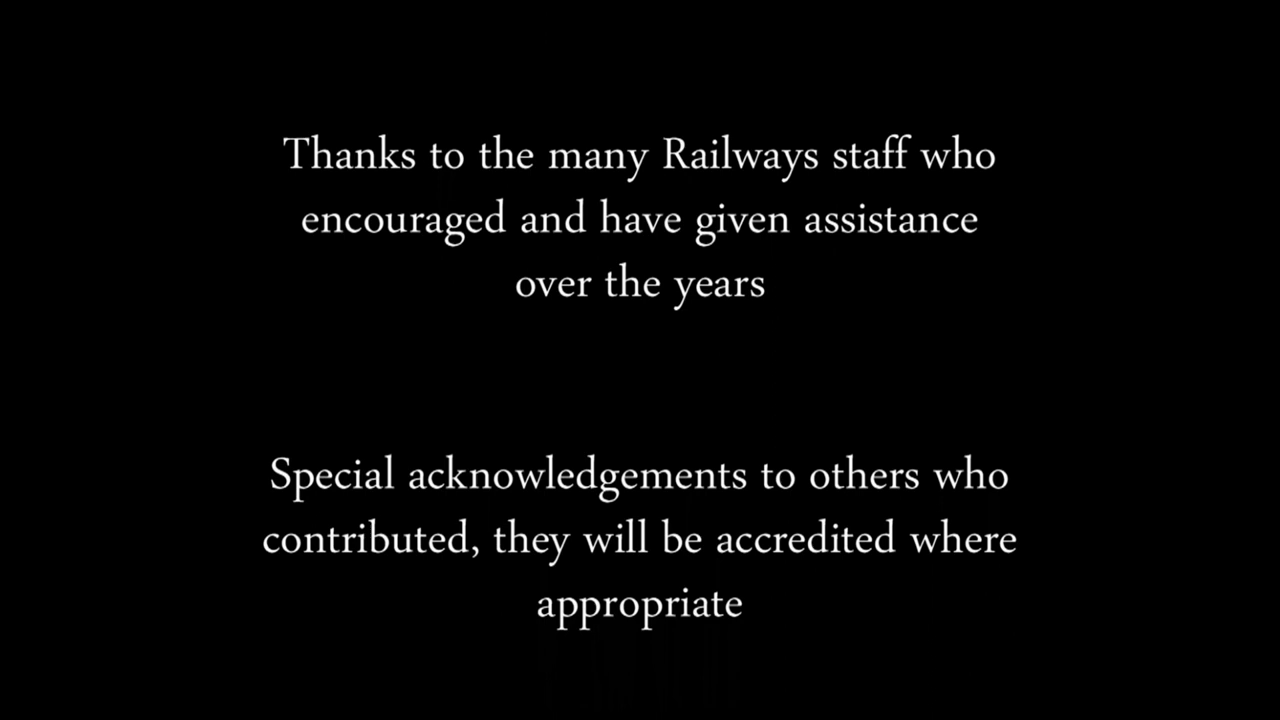 Thanks to the many Railways staff who
encouraged and have given assistance
over the years
Special acknowledgements to others who
contributed, they will be accredited where
appropriate